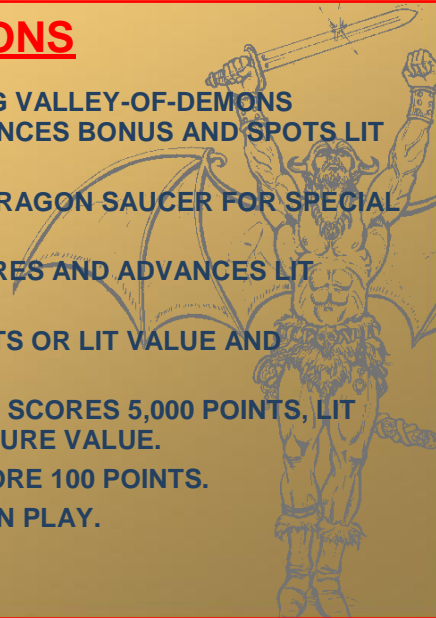 ONS
G VALLEY-OF-DEMONS
NCES BONUS AND SPOTS LIT
RAGON SAUCER FOR SPECIAL
RES AND ADVANCES LIT
TS OR LIT VALUE AND
SCORES 5,000 POINTS, LIT
URE VALUE.
ORE 100 POINTS.
N PLAY.